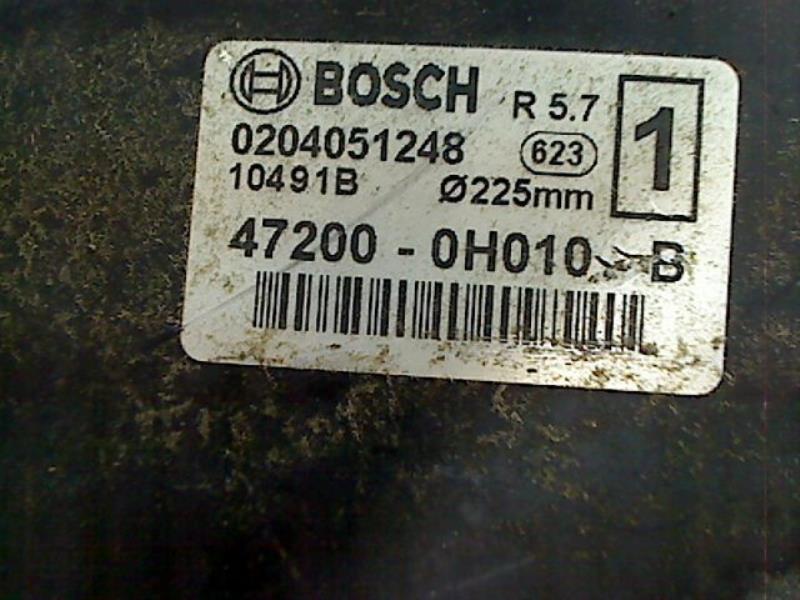 BOSCH R 5.7 1
0204051248 623
10491B Ø225mm
47200 - 0H010 - B